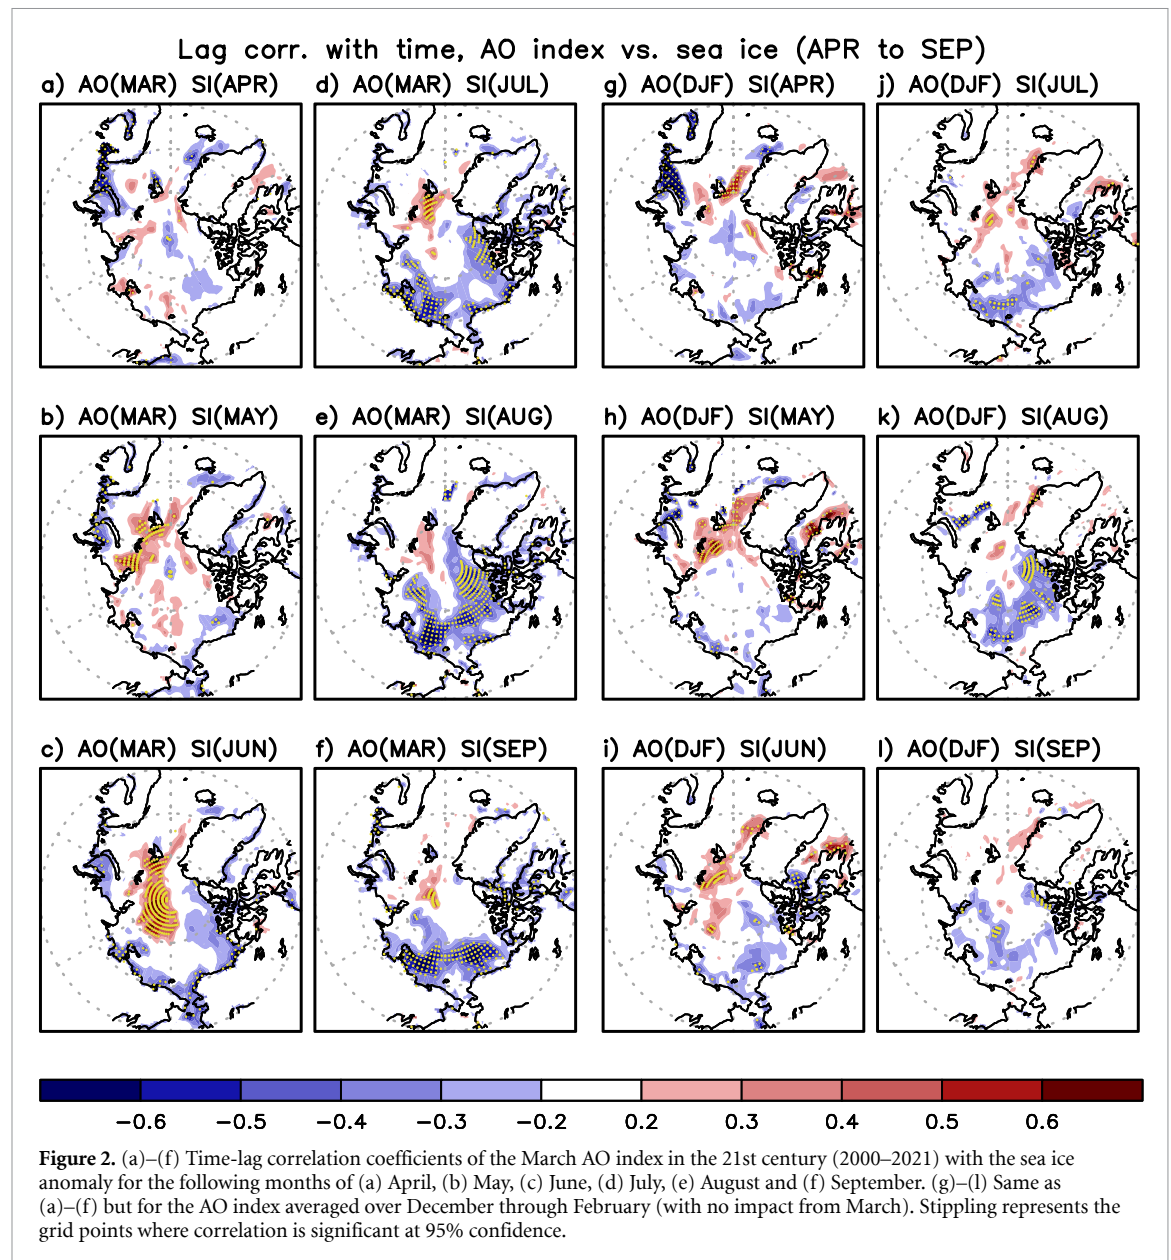 Lag corr. with time, AO index vs. sea ice (APR to SEP)
a) AO(MAR) SI(APR)
d) AO(MAR) SI(JUL)
g) AO(DJF) SI(APR)
j) AO(DJF) SI(JUL)
b) AO(MAR) SI(MAY)
e) AO(MAR) SI(AUG)
h) AO(DJF) SI(MAY)
k) AO(DJF) SI(AUG)
c) AO(MAR) SI(JUN)
f) AO(MAR) SI(SEP)
i) AO(DJF) SI(JUN)
l) AO(DJF) SI(SEP)
−0.6 −0.5 −0.4 −0.3 −0.2 0.2 0.3 0.4 0.5 0.6
Figure 2. (a)–(f) Time-lag correlation coefficients of the March AO index in the 21st century (2000–2021) with the sea ice
anomaly for the following months of (a) April, (b) May, (c) June, (d) July, (e) August and (f) September. (g)–(l) Same as
(a)–(f) but for the AO index averaged over December through February (with no impact from March). Stippling represents the
grid points where correlation is significant at 95% confidence.